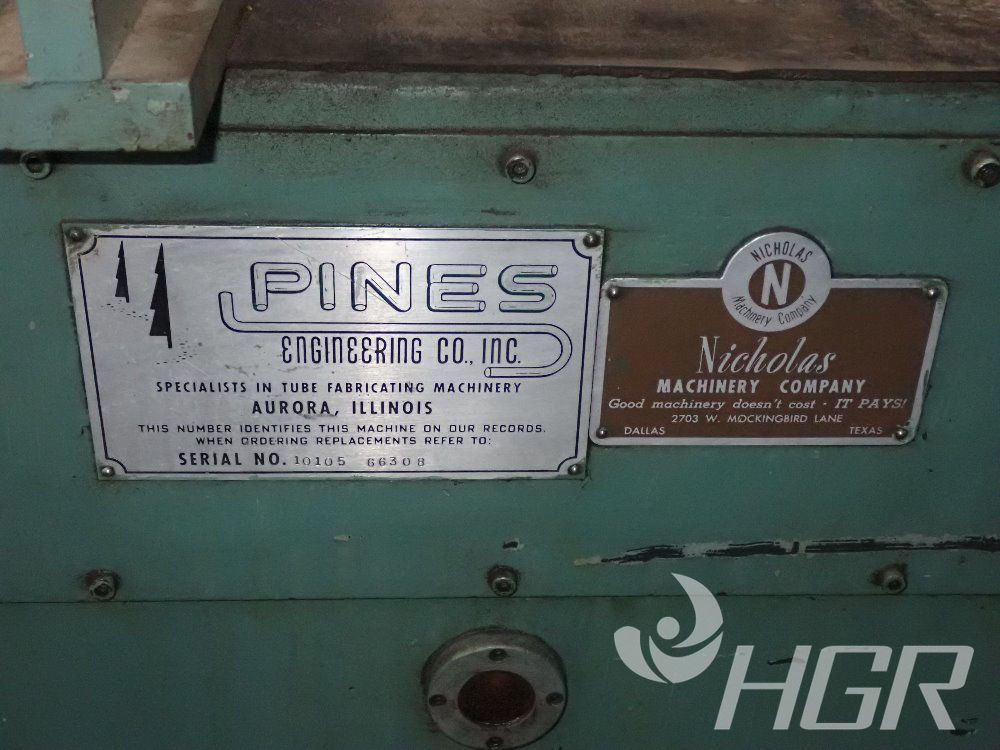 PINES
ENGINEERING CO., INC.
SPECIALISTS IN TUBE FABRICATING MACHINERY
AURORA, ILLINOIS
THIS NUMBER IDENTIFIES THIS MACHINE ON OUR RECORDS.
WHEN ORDERING REPLACEMENTS REFER TO:
SERIAL NO. 10105 66308
NICHOLAS
N
Machinery Company
Nicholas
MACHINERY COMPANY
Good machinery doesn't cost - IT PAYS!
2703 W. MOCKINGBIRD LANE
DALLAS TEXAS
HGR